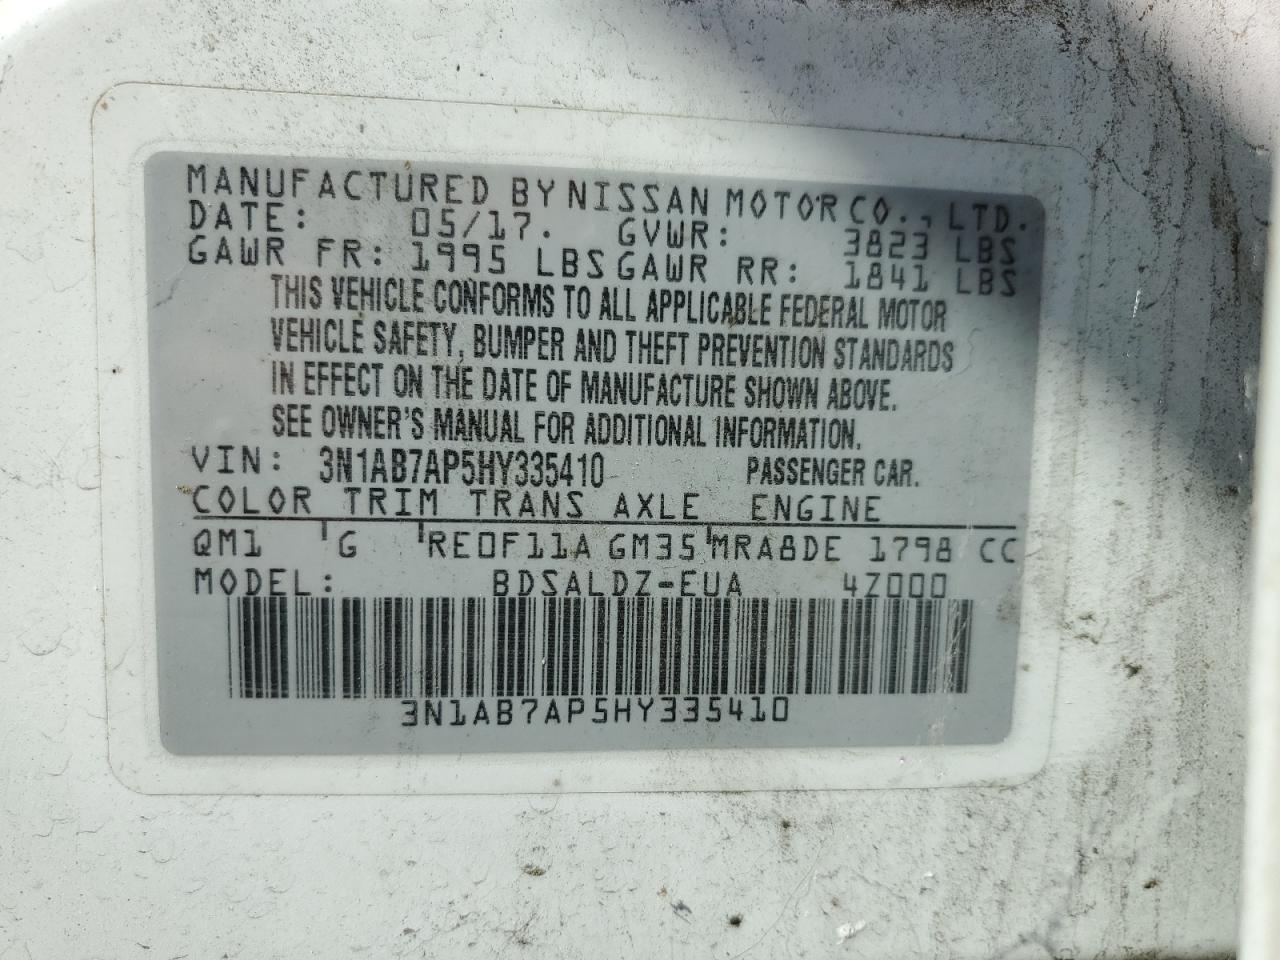 MANUFACTURED BY NISSAN MOTOR CO., LTD.
DATE: 05/17. GVWR: 3823 LBS
GAWR FR: 1995 LBS GAWR RR: 1841 LBS
THIS VEHICLE CONFORMS TO ALL APPLICABLE FEDERAL MOTOR
VEHICLE SAFETY, BUMPER AND THEFT PREVENTION STANDARDS
IN EFFECT ON THE DATE OF MANUFACTURE SHOWN ABOVE.
SEE OWNER'S MANUAL FOR ADDITIONAL INFORMATION.
VIN: 3N1AB7AP5HY335410 PASSENGER CAR.
COLOR TRIM TRANS AXLE ENGINE
QM1 G RE0F11A GM35 MRA8DE 1798 CC
MODEL: BDSALDZ-EUA 4Z000
3N1AB7AP5HY335410